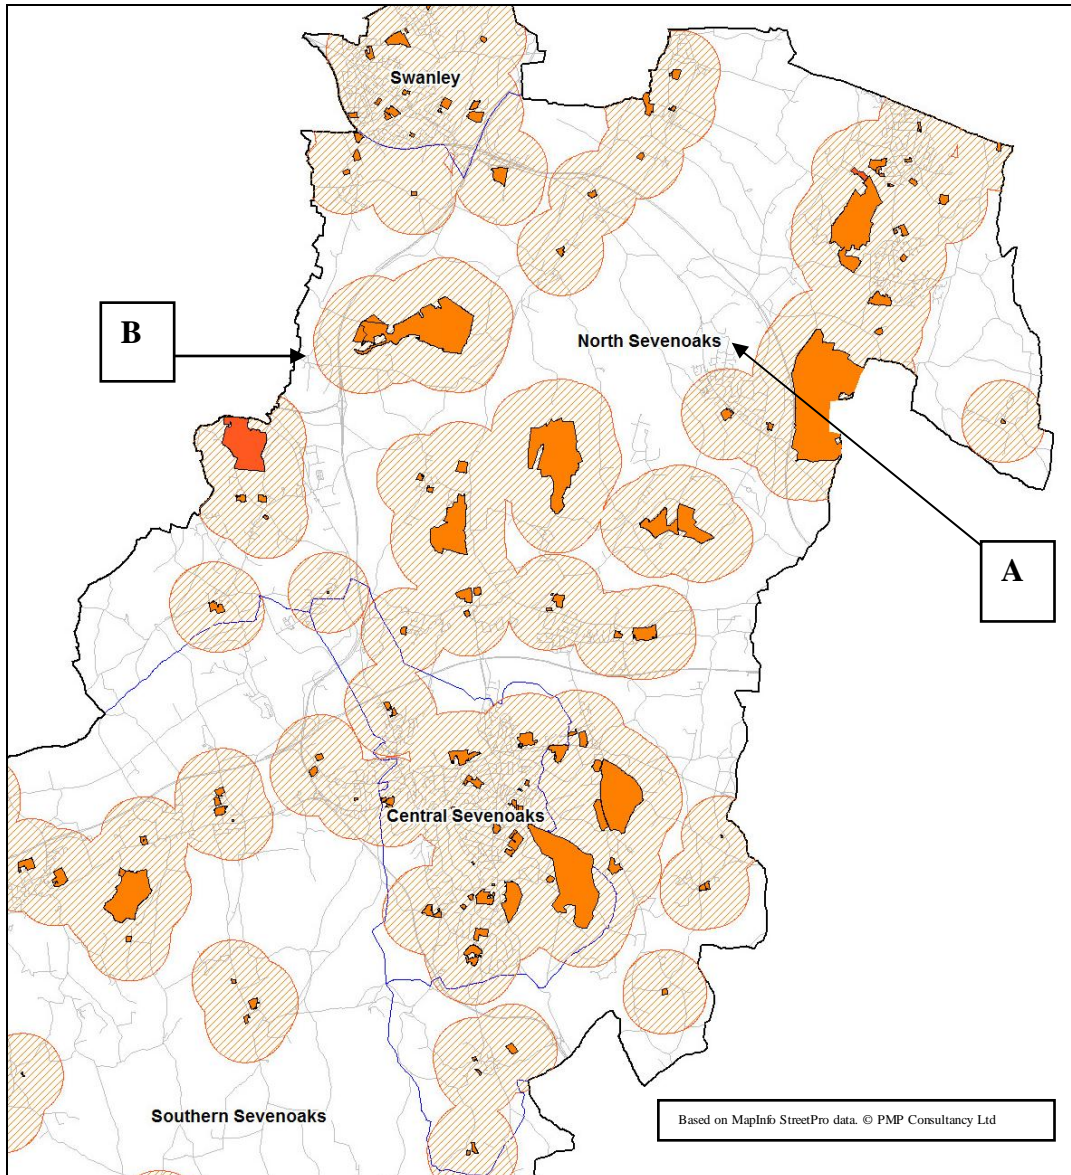 Swanley
B
North Sevenoaks
A
Central Sevenoaks
Southern Sevenoaks
Based on MapInfo StreetPro data. © PMP Consultancy Ltd